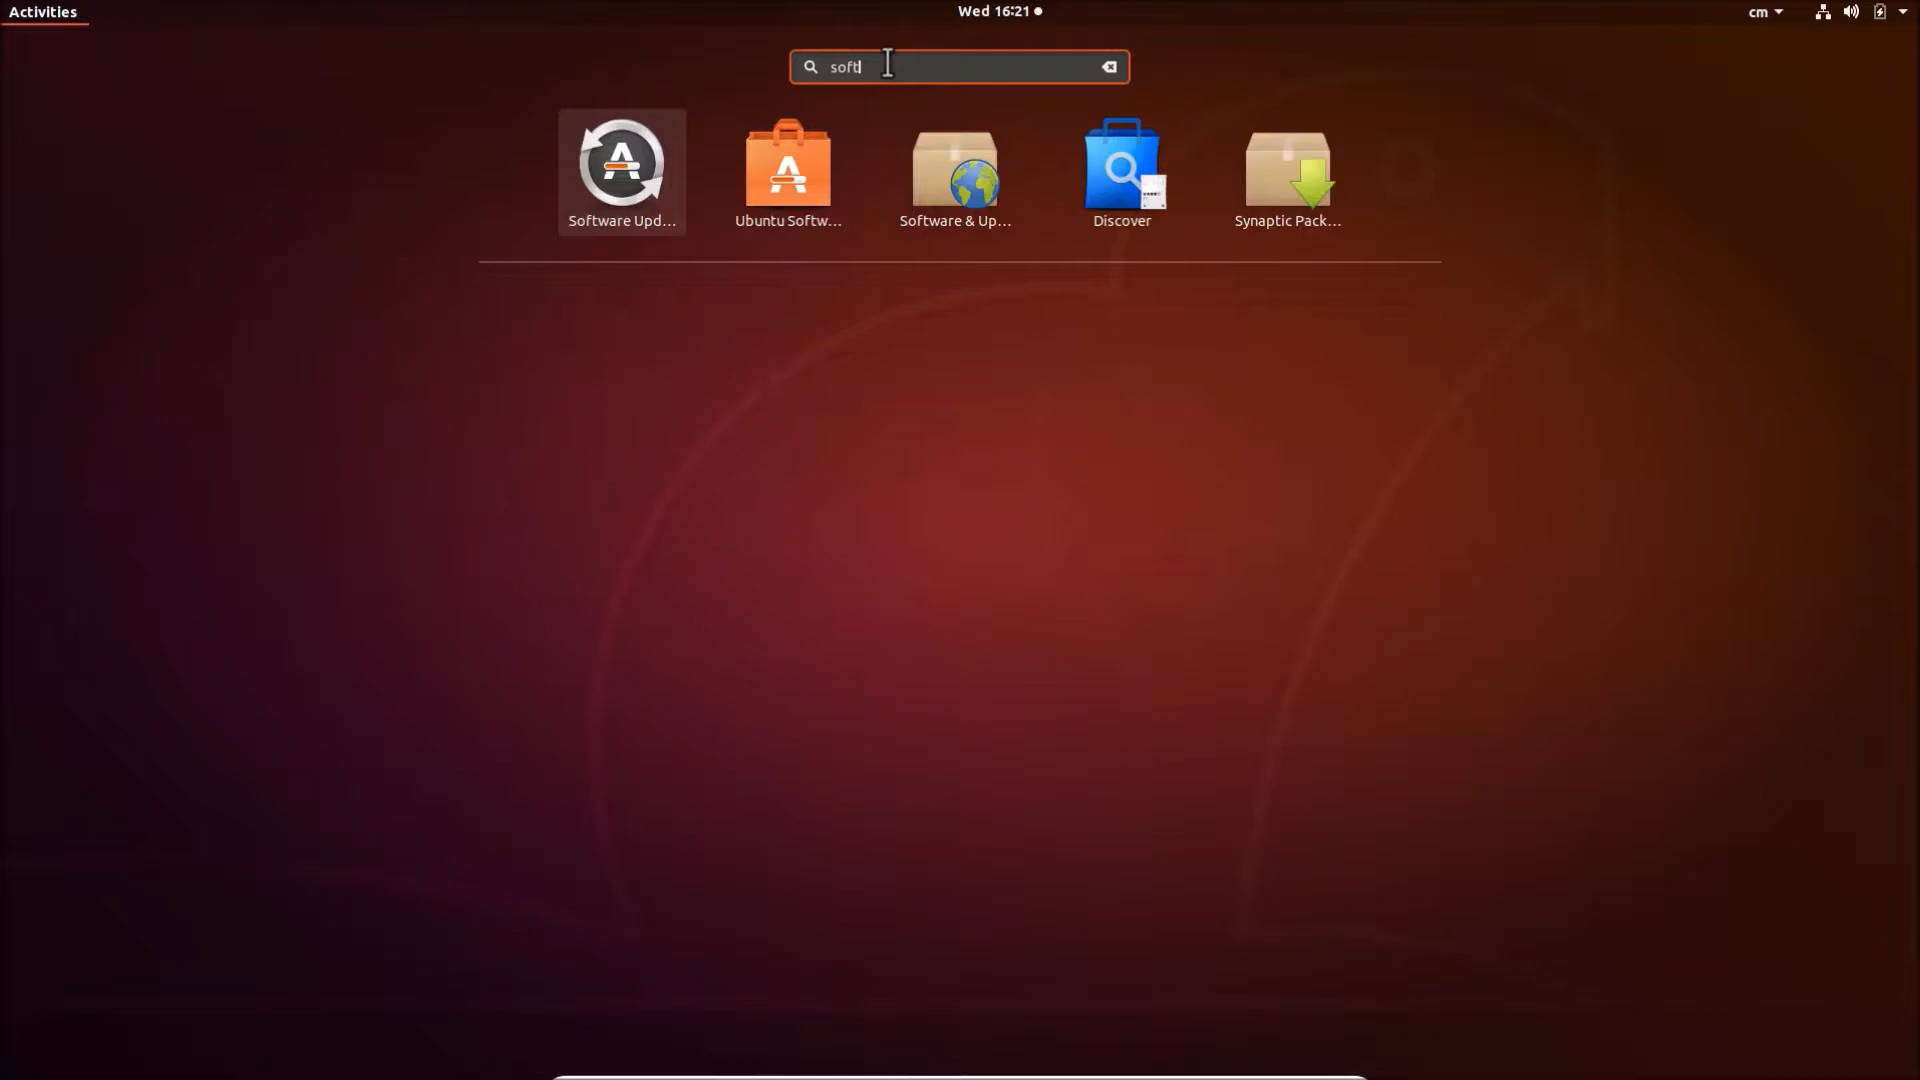 Activities
Wed 16:21
cm
soft
Software Upd...
Ubuntu Softw...
Software & Up...
Discover
Synaptic Pack...